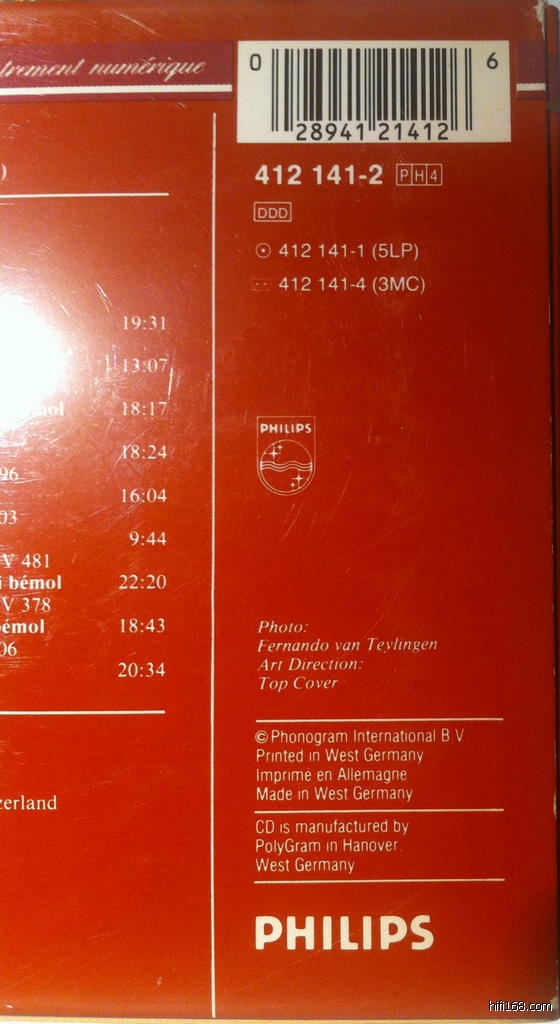 trement numérique
0 6
28941 21412
412 141-2 PH4
DDD
412 141-1 (5LP)
412 141-4 (3MC)
)
19:31
13:07
mol 18:17
18:24
96
16:04
03
9:44
V 481
i bémol 22:20
V 378
bémol 18:43
06
20:34
zerland
PHILIPS
Photo:
Fernando van Teylingen
Art Direction:
Top Cover
© Phonogram International B V
Printed in West Germany
Imprimé en Allemagne
Made in West Germany
CD is manufactured by
PolyGram in Hanover
West Germany
PHILIPS
hifi168.com